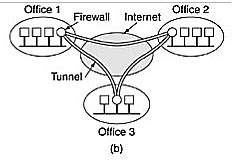 Office 1
Firewall
Internet
Office 2
Tunnel
Office 3
(b)